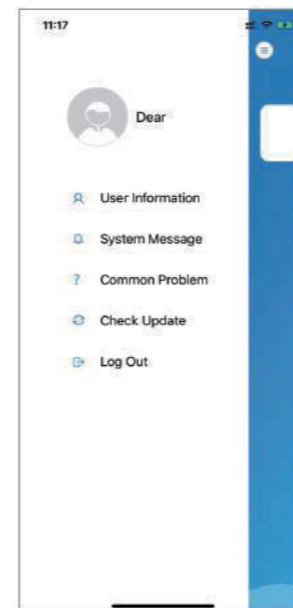 11:17
Dear
User Information
System Message
? Common Problem
Check Update
Log Out